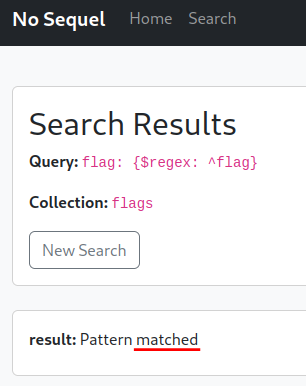 No Sequel Home Search
Search Results
Query: flag: {$regex: ^flag}
Collection: flags
New Search
result: Pattern matched